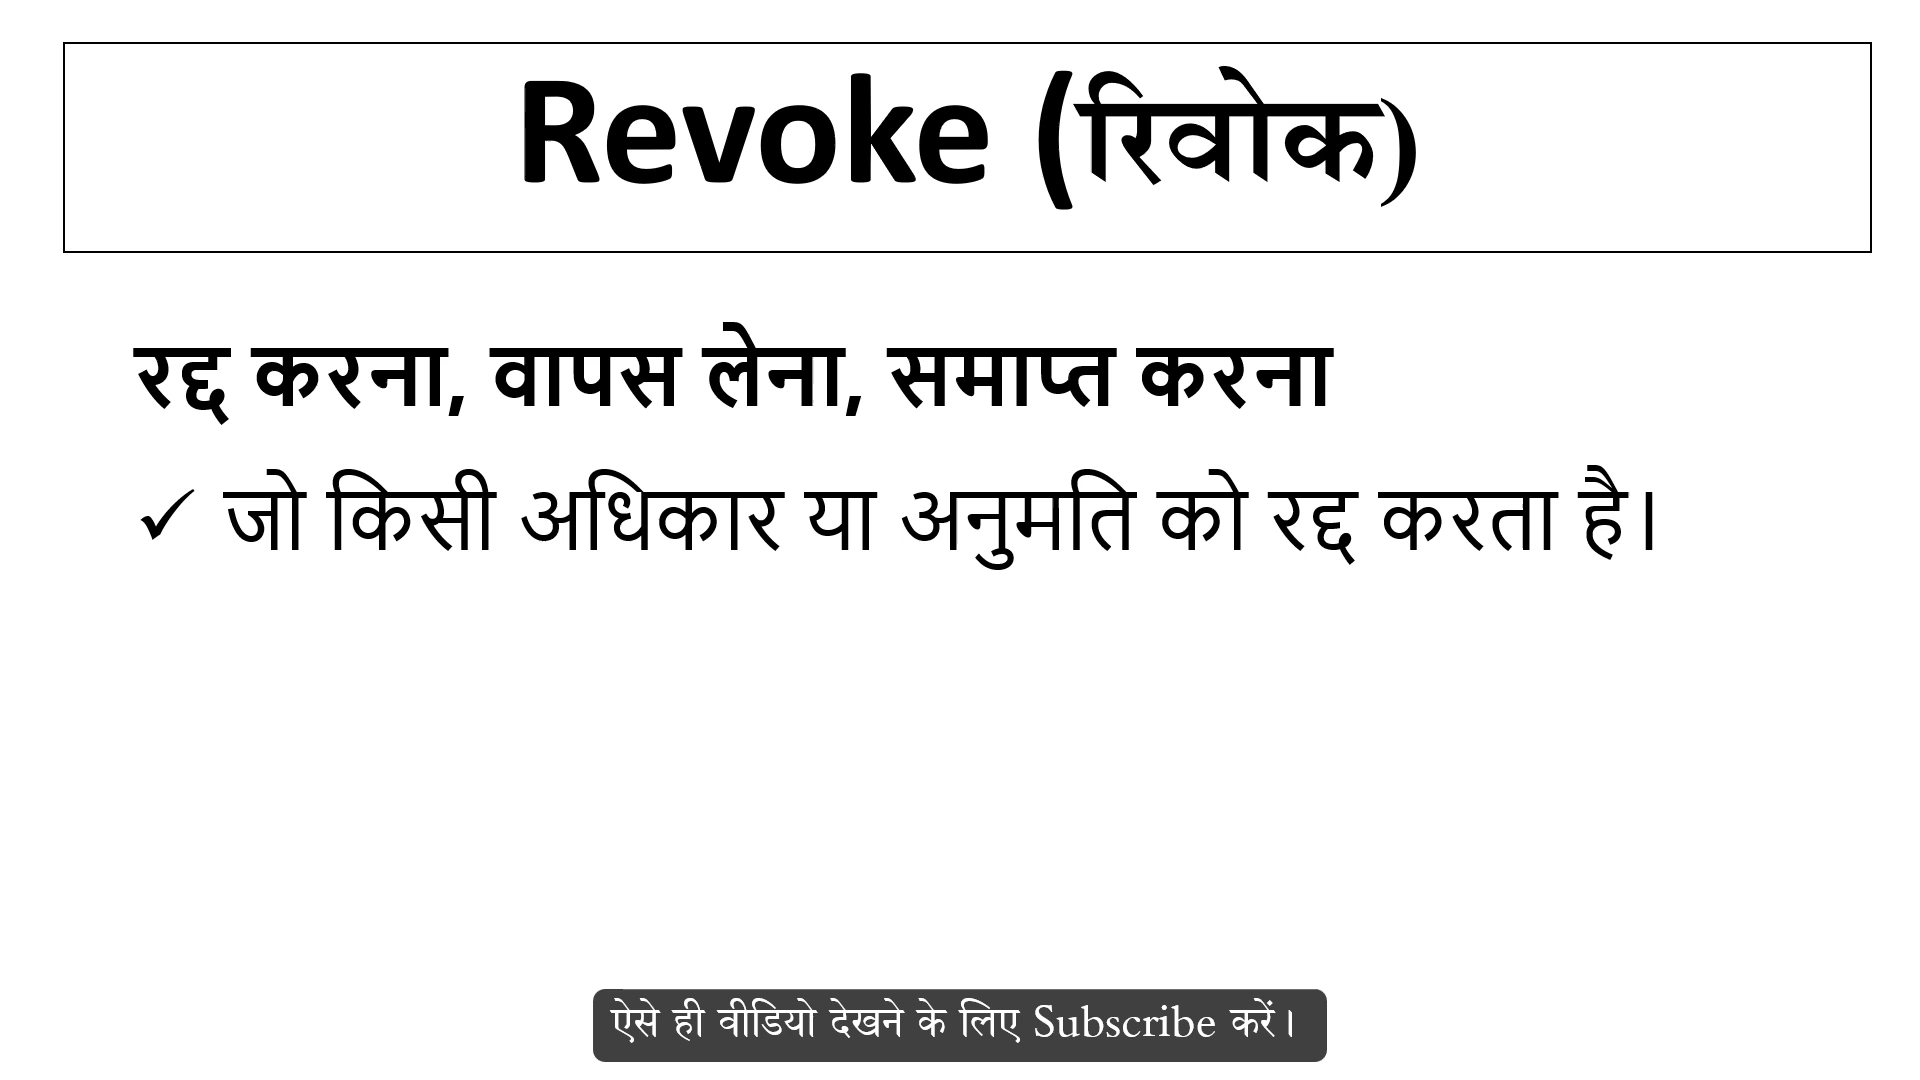 Revoke (रिवोक)
रद्द करना, वापस लेना, समाप्त करना
✓ जो किसी अधिकार या अनुमति को रद्द करता है।
ऐसे ही वीडियो देखने के लिए Subscribe करें।